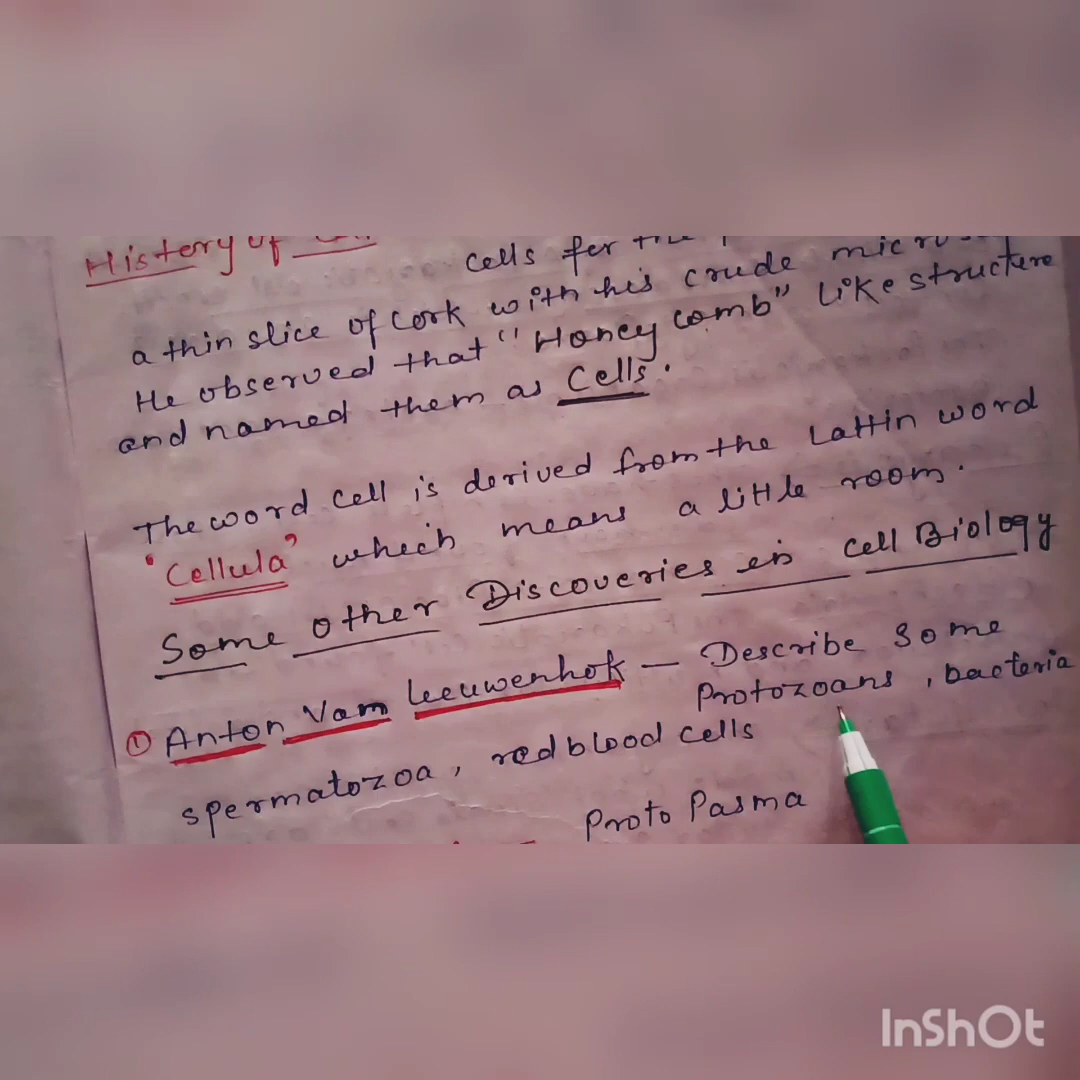 History of
cells for the
a thin slice of cork with his crude
He observed that "Honey comb" like structure
and named them as Cells.
The word cell is derived from the Lattin word
"Cellula" which means a little room.
Some other Discoveries in Cell Biology
① Anton Vam leeuwenhok — Describe Some
Protozoans, bacteria
spermatozoa, red blood cells
Proto Pasma
InShOt